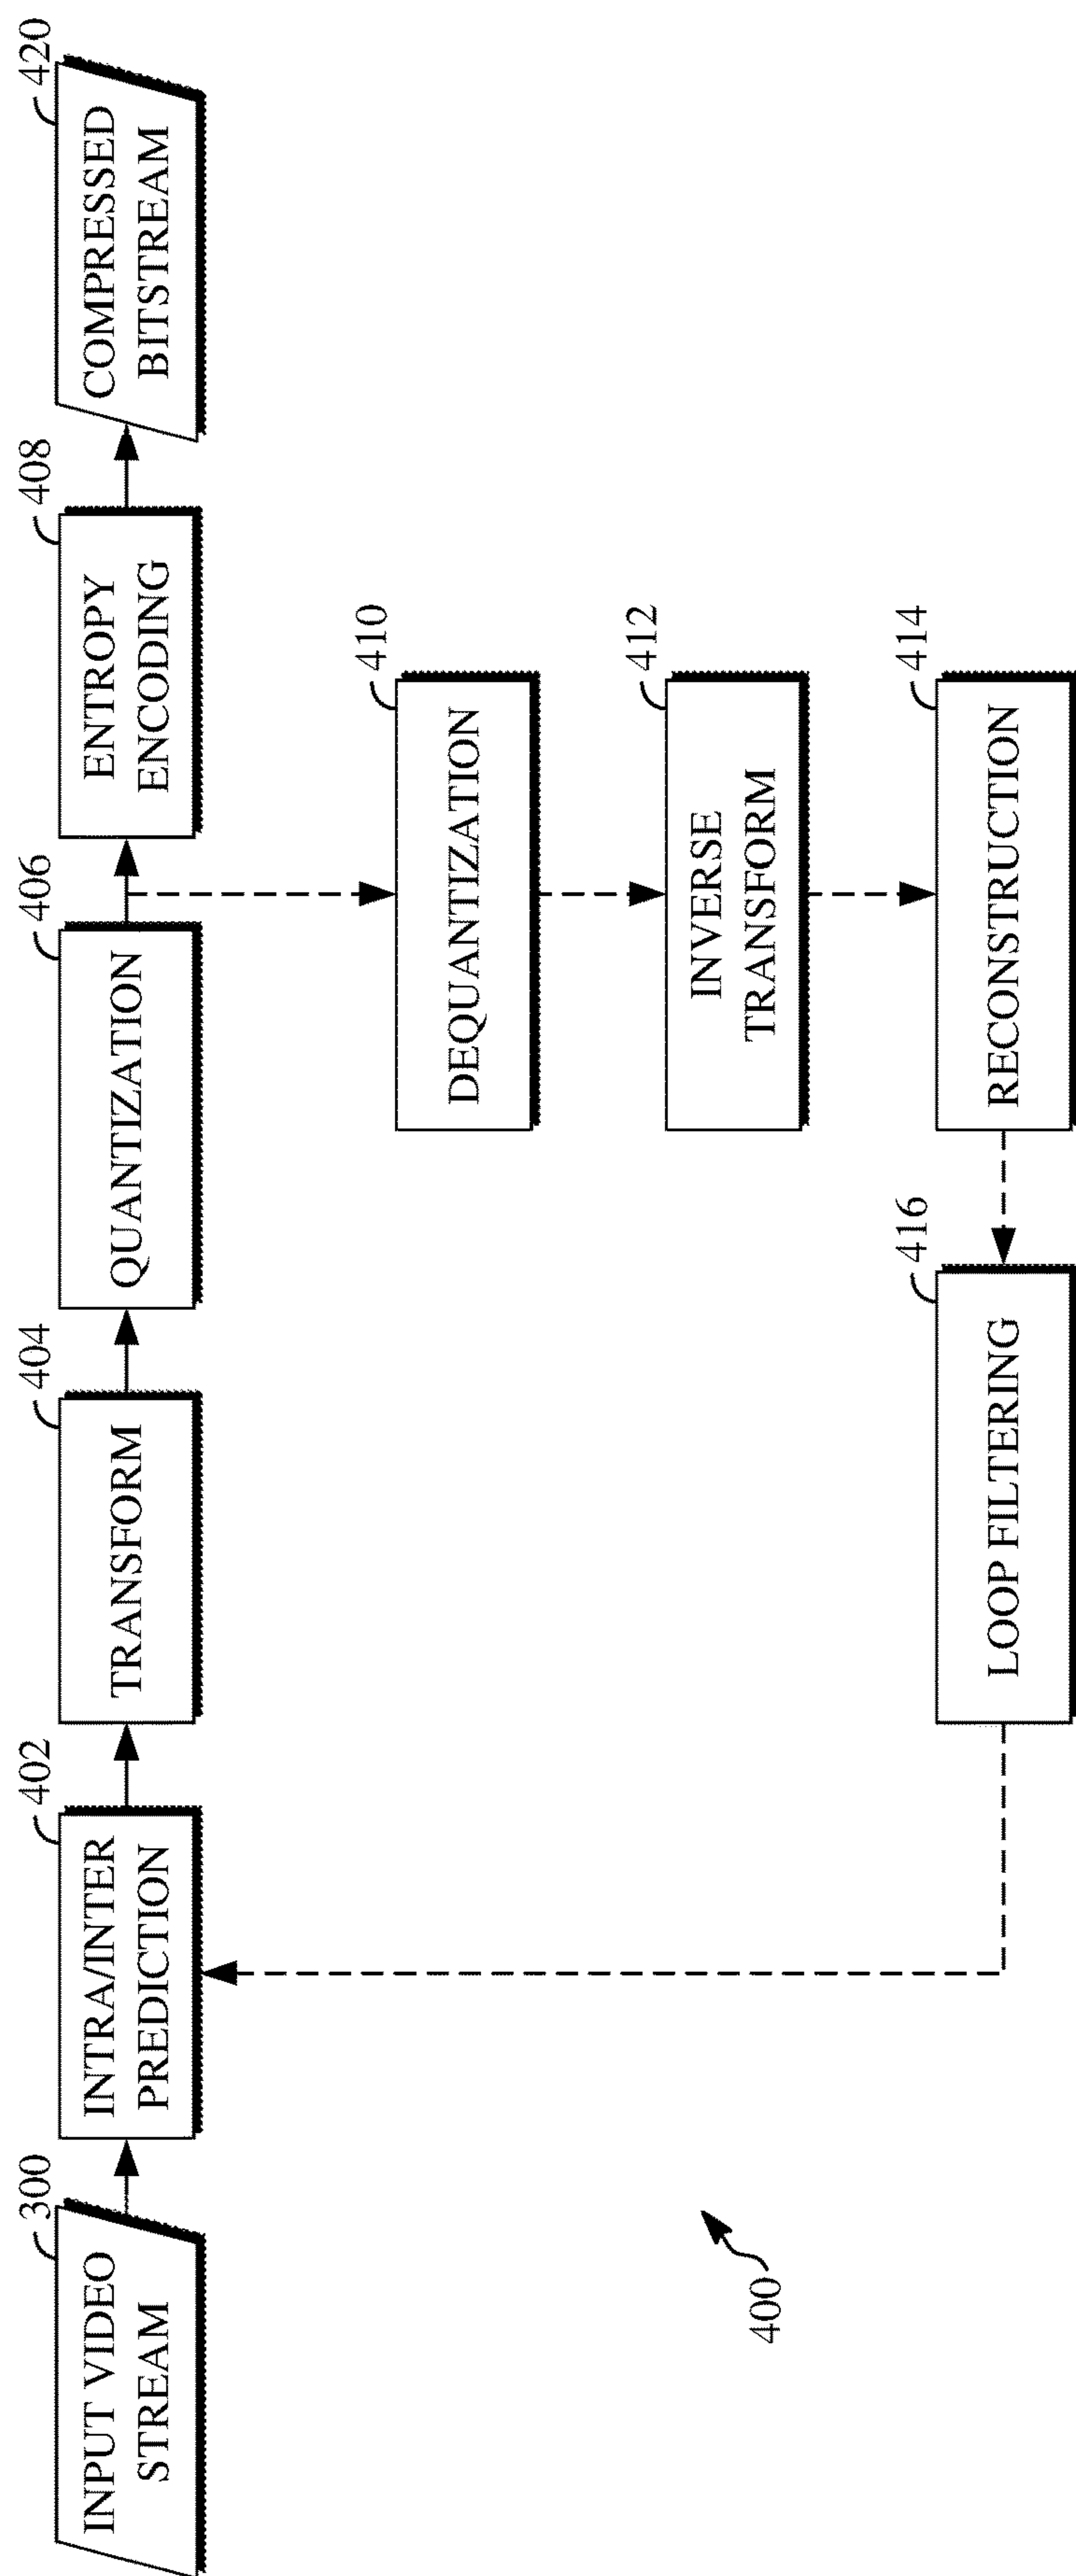 300
INPUT VIDEO
STREAM
402
INTRA/INTER
PREDICTION
404
TRANSFORM
406
QUANTIZATION
408
ENTROPY
ENCODING
420
COMPRESSED
BITSTREAM
410
DEQUANTIZATION
412
INVERSE
TRANSFORM
414
RECONSTRUCTION
416
LOOP FILTERING
400